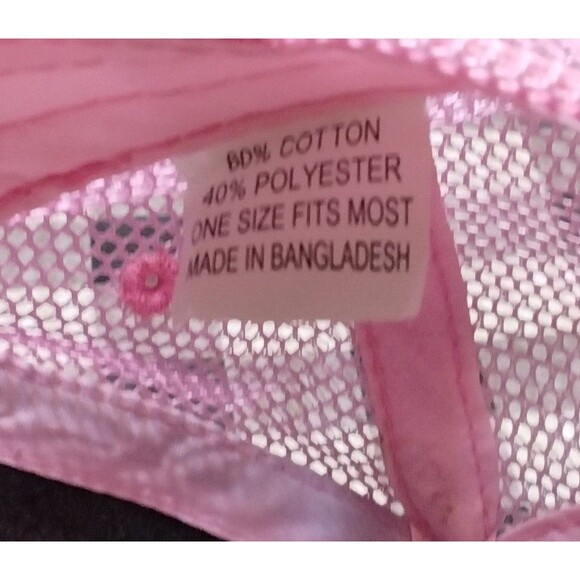 60% COTTON
40% POLYESTER
ONE SIZE FITS MOST
MADE IN BANGLADESH